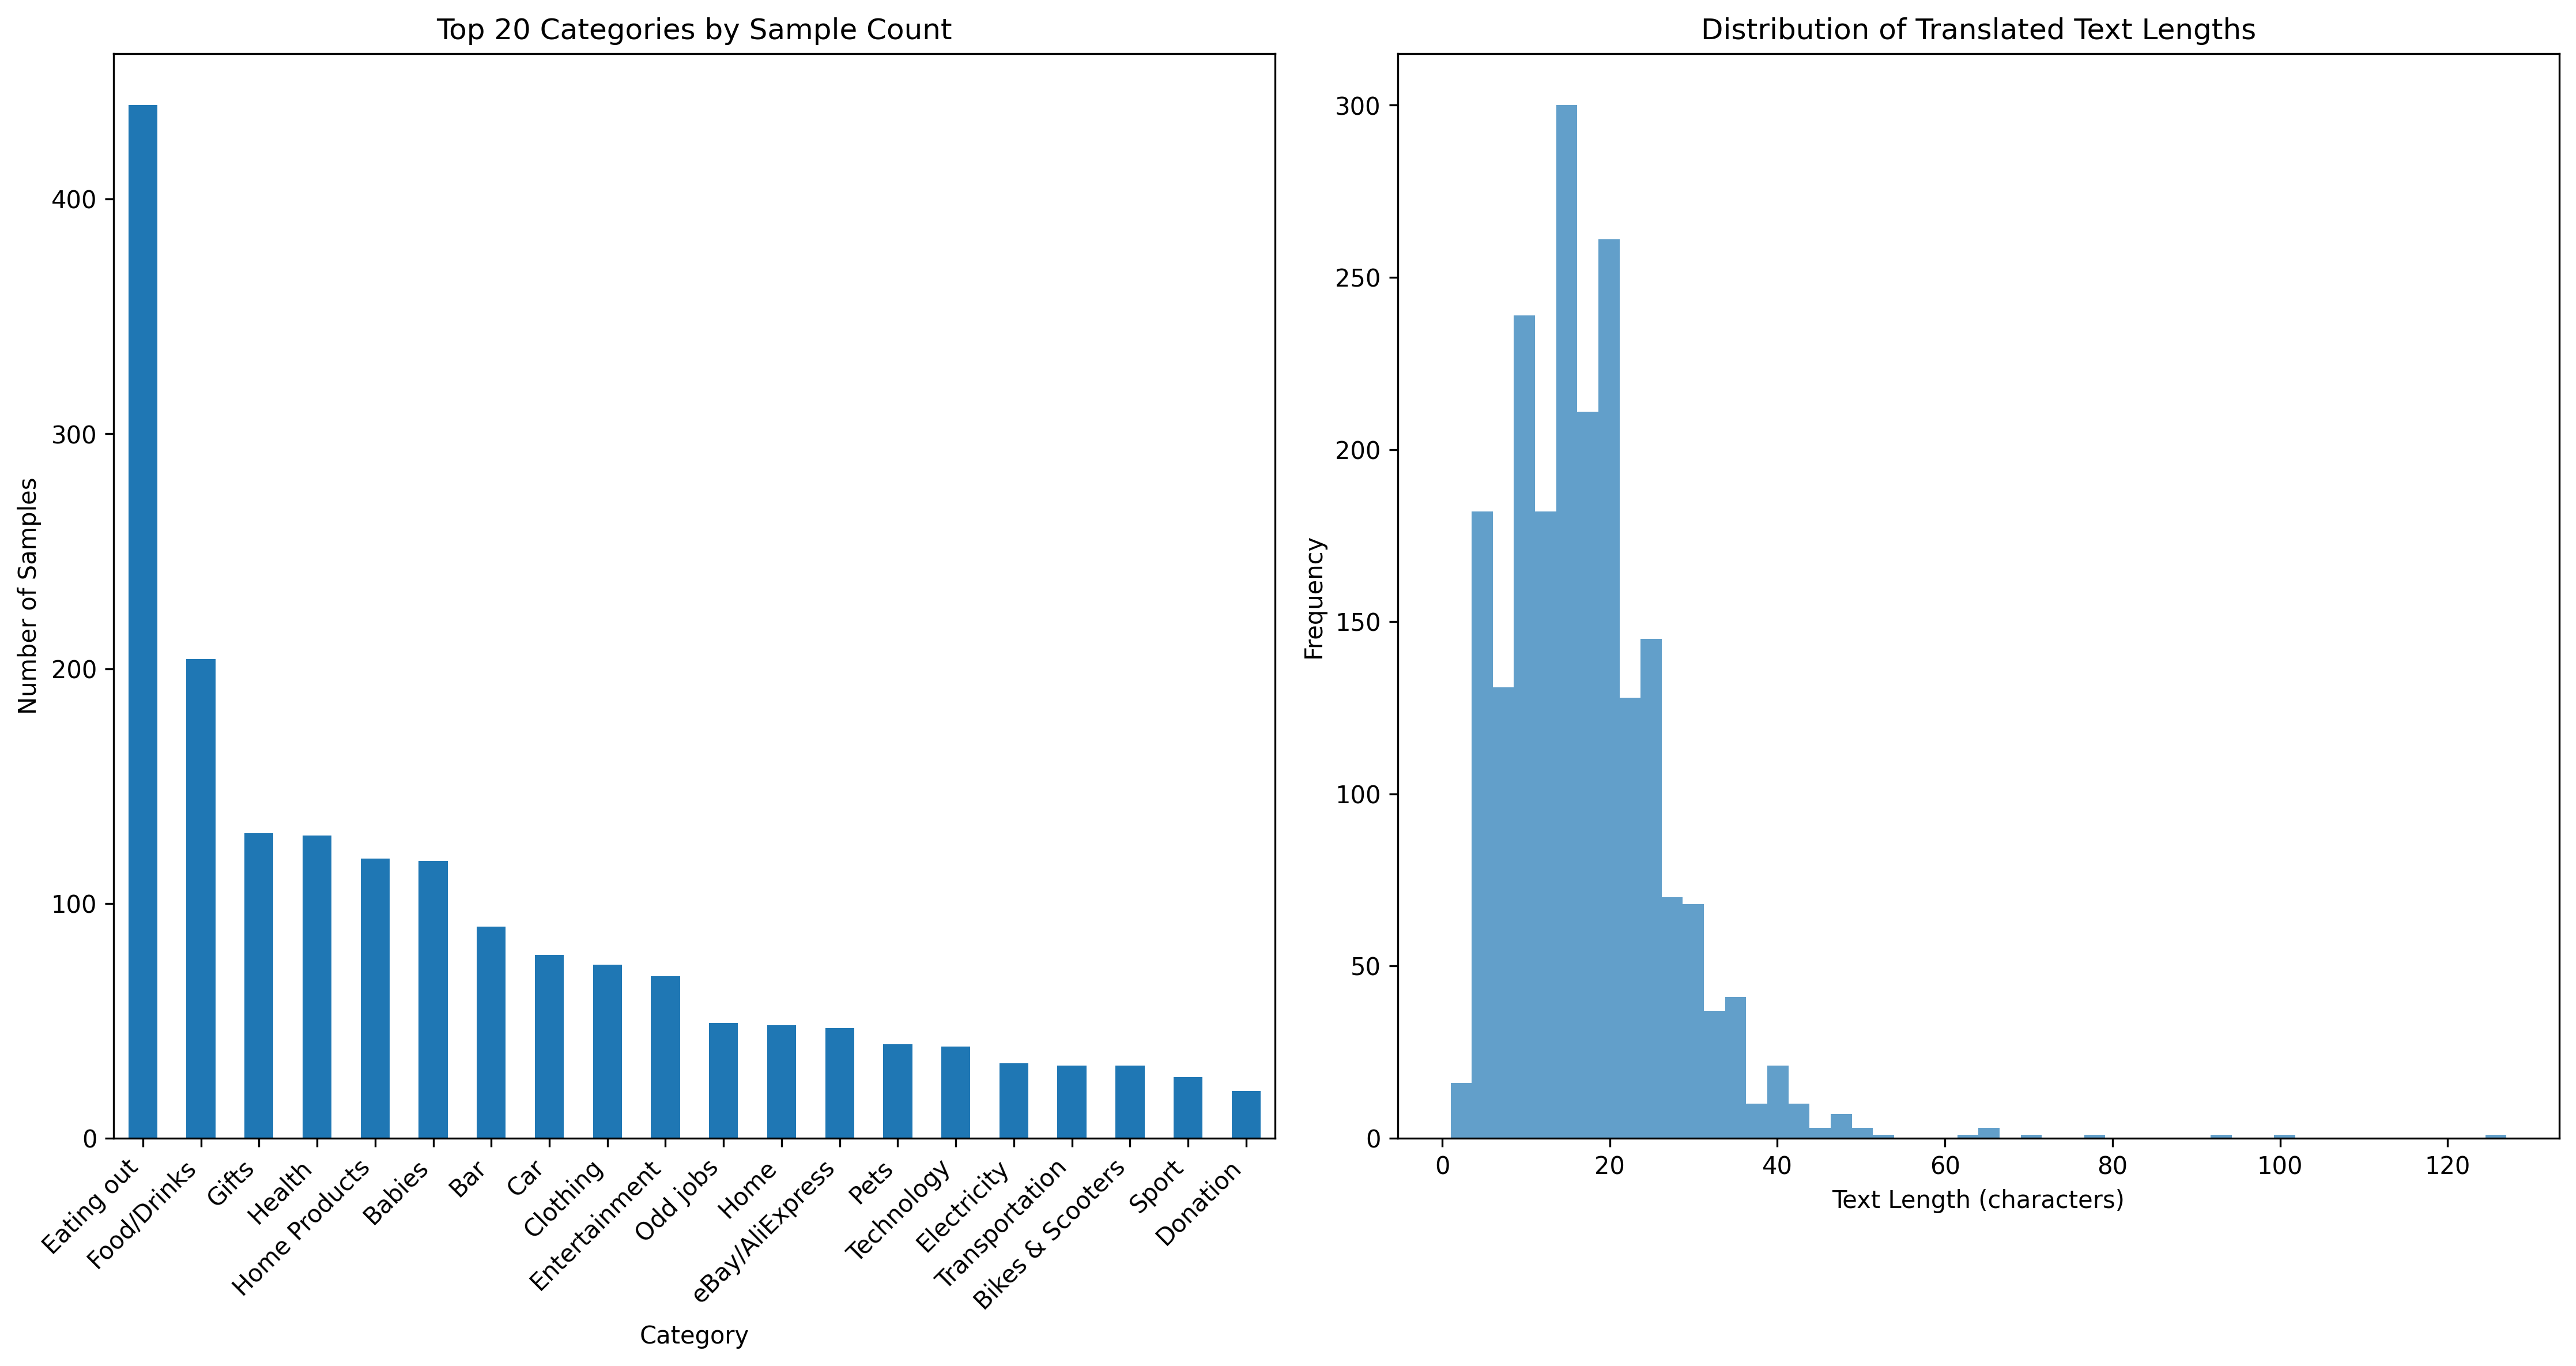 Top 20 Categories by Sample Count
Number of Samples
400
300
200
100
0
Eating out
Food/Drinks
Gifts
Health
Home Products
Babies
Bar
Car
Clothing
Entertainment
Odd jobs
Home
eBay/AliExpress
Pets
Technology
Electricity
Transportation
Bikes & Scooters
Sport
Donation
Category
Distribution of Translated Text Lengths
Frequency
300
250
200
150
100
50
0
0 20 40 60 80 100 120
Text Length (characters)